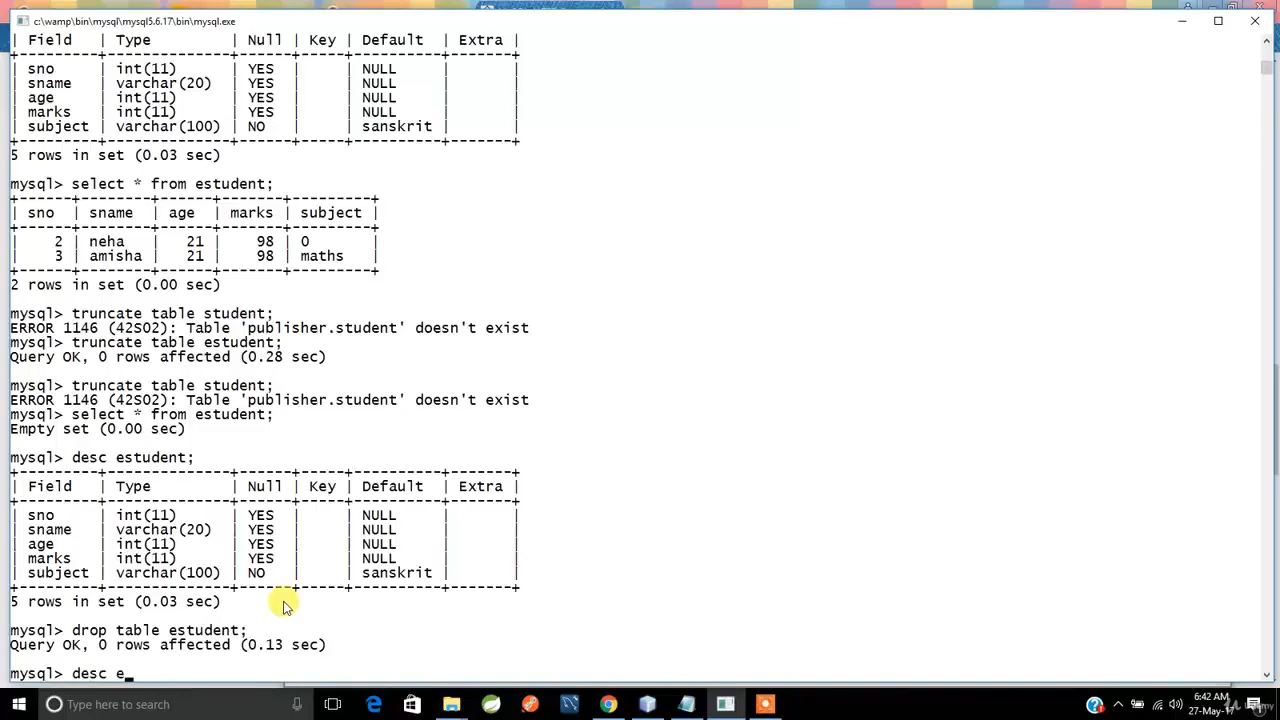 c:\wamp\bin\mysql\mysql5.6.17\bin\mysql.exe
| Field   | Type         | Null | Key | Default  | Extra |
+---------+--------------+------+-----+----------+-------+
| sno     | int(11)      | YES  |     | NULL     |       |
| sname   | varchar(20)  | YES  |     | NULL     |       |
| age     | int(11)      | YES  |     | NULL     |       |
| marks   | int(11)      | YES  |     | NULL     |       |
| subject | varchar(100) | NO   |     | sanskrit |       |
+---------+--------------+------+-----+----------+-------+
5 rows in set (0.03 sec)
mysql> select * from estudent;
+------+--------+------+-------+---------+
| sno  | sname  | age  | marks | subject |
+------+--------+------+-------+---------+
|    2 | neha   |   21 |    98 | 0       |
|    3 | amisha |   21 |    98 | maths   |
+------+--------+------+-------+---------+
2 rows in set (0.00 sec)
mysql> truncate table student;
ERROR 1146 (42S02): Table 'publisher.student' doesn't exist
mysql> truncate table estudent;
Query OK, 0 rows affected (0.28 sec)
mysql> truncate table student;
ERROR 1146 (42S02): Table 'publisher.student' doesn't exist
mysql> select * from estudent;
Empty set (0.00 sec)
mysql> desc estudent;
+---------+--------------+------+-----+----------+-------+
| Field   | Type         | Null | Key | Default  | Extra |
+---------+--------------+------+-----+----------+-------+
| sno     | int(11)      | YES  |     | NULL     |       |
| sname   | varchar(20)  | YES  |     | NULL     |       |
| age     | int(11)      | YES  |     | NULL     |       |
| marks   | int(11)      | YES  |     | NULL     |       |
| subject | varchar(100) | NO   |     | sanskrit |       |
+---------+--------------+------+-----+----------+-------+
5 rows in set (0.03 sec)
mysql> drop table estudent;
Query OK, 0 rows affected (0.13 sec)
mysql> desc e_
Type here to search
6:42 AM
27-May-17